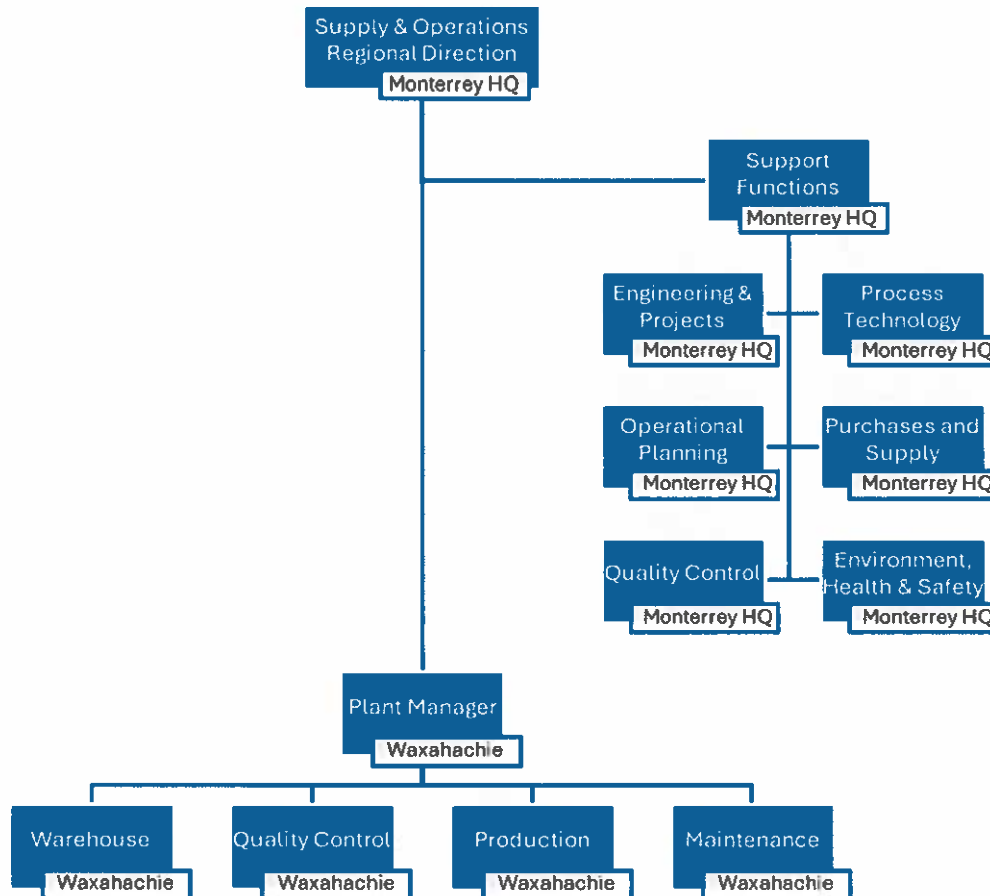 Supply & Operations
Regional Direction
Monterrey HQ
Support
Functions
Monterrey HQ
Engineering &
Projects
Monterrey HQ
Process
Technology
Monterrey HQ
Operational
Planning
Monterrey HQ
Purchases and
Supply
Monterrey HQ
Quality Control
Monterrey HQ
Environment,
Health & Safety
Monterrey HQ
Plant Manager
Waxahachie
Warehouse
Waxahachie
Quality Control
Waxahachie
Production
Waxahachie
Maintenance
Waxahachie